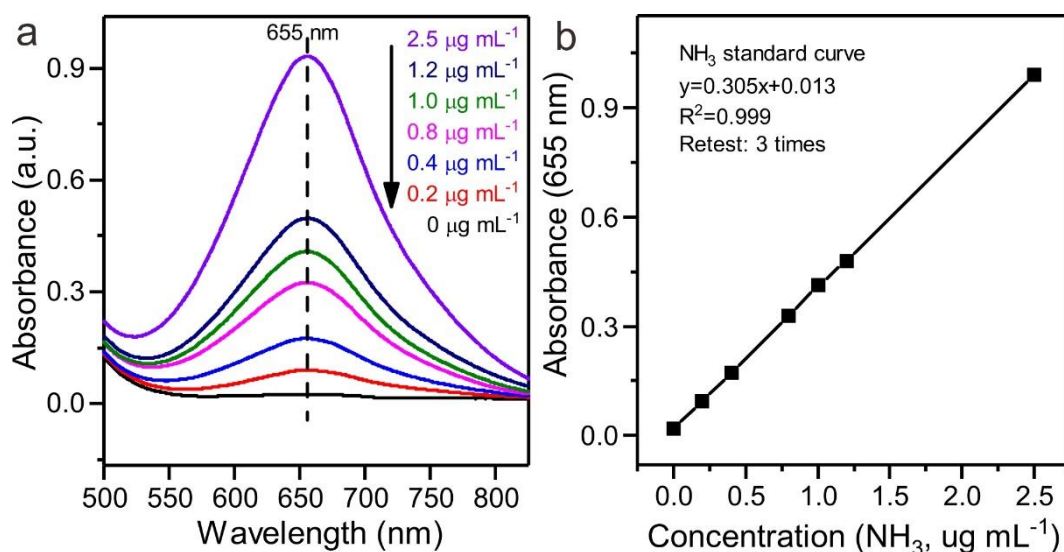 a
655 nm
2.5 μg mL⁻¹
1.2 μg mL⁻¹
1.0 μg mL⁻¹
0.8 μg mL⁻¹
0.4 μg mL⁻¹
0.2 μg mL⁻¹
0 μg mL⁻¹
Absorbance (a.u.)
0.9
0.6
0.3
0.0
500 550 600 650 700 750 800
Wavelength (nm)
b
NH₃ standard curve
y=0.305x+0.013
R²=0.999
Retest: 3 times
Absorbance (655 nm)
0.9
0.6
0.3
0.0
0.0 0.5 1.0 1.5 2.0 2.5
Concentration (NH₃, ug mL⁻¹)